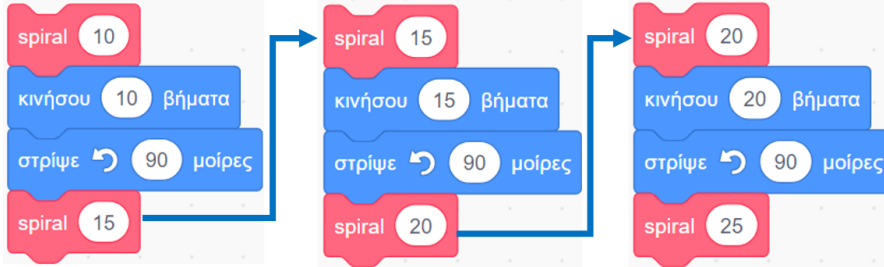 spiral 10
κινήσου 10 βήματα
στρίψε 90 μοίρες
spiral 15
spiral 15
κινήσου 15 βήματα
στρίψε 90 μοίρες
spiral 20
spiral 20
κινήσου 20 βήματα
στρίψε 90 μοίρες
spiral 25